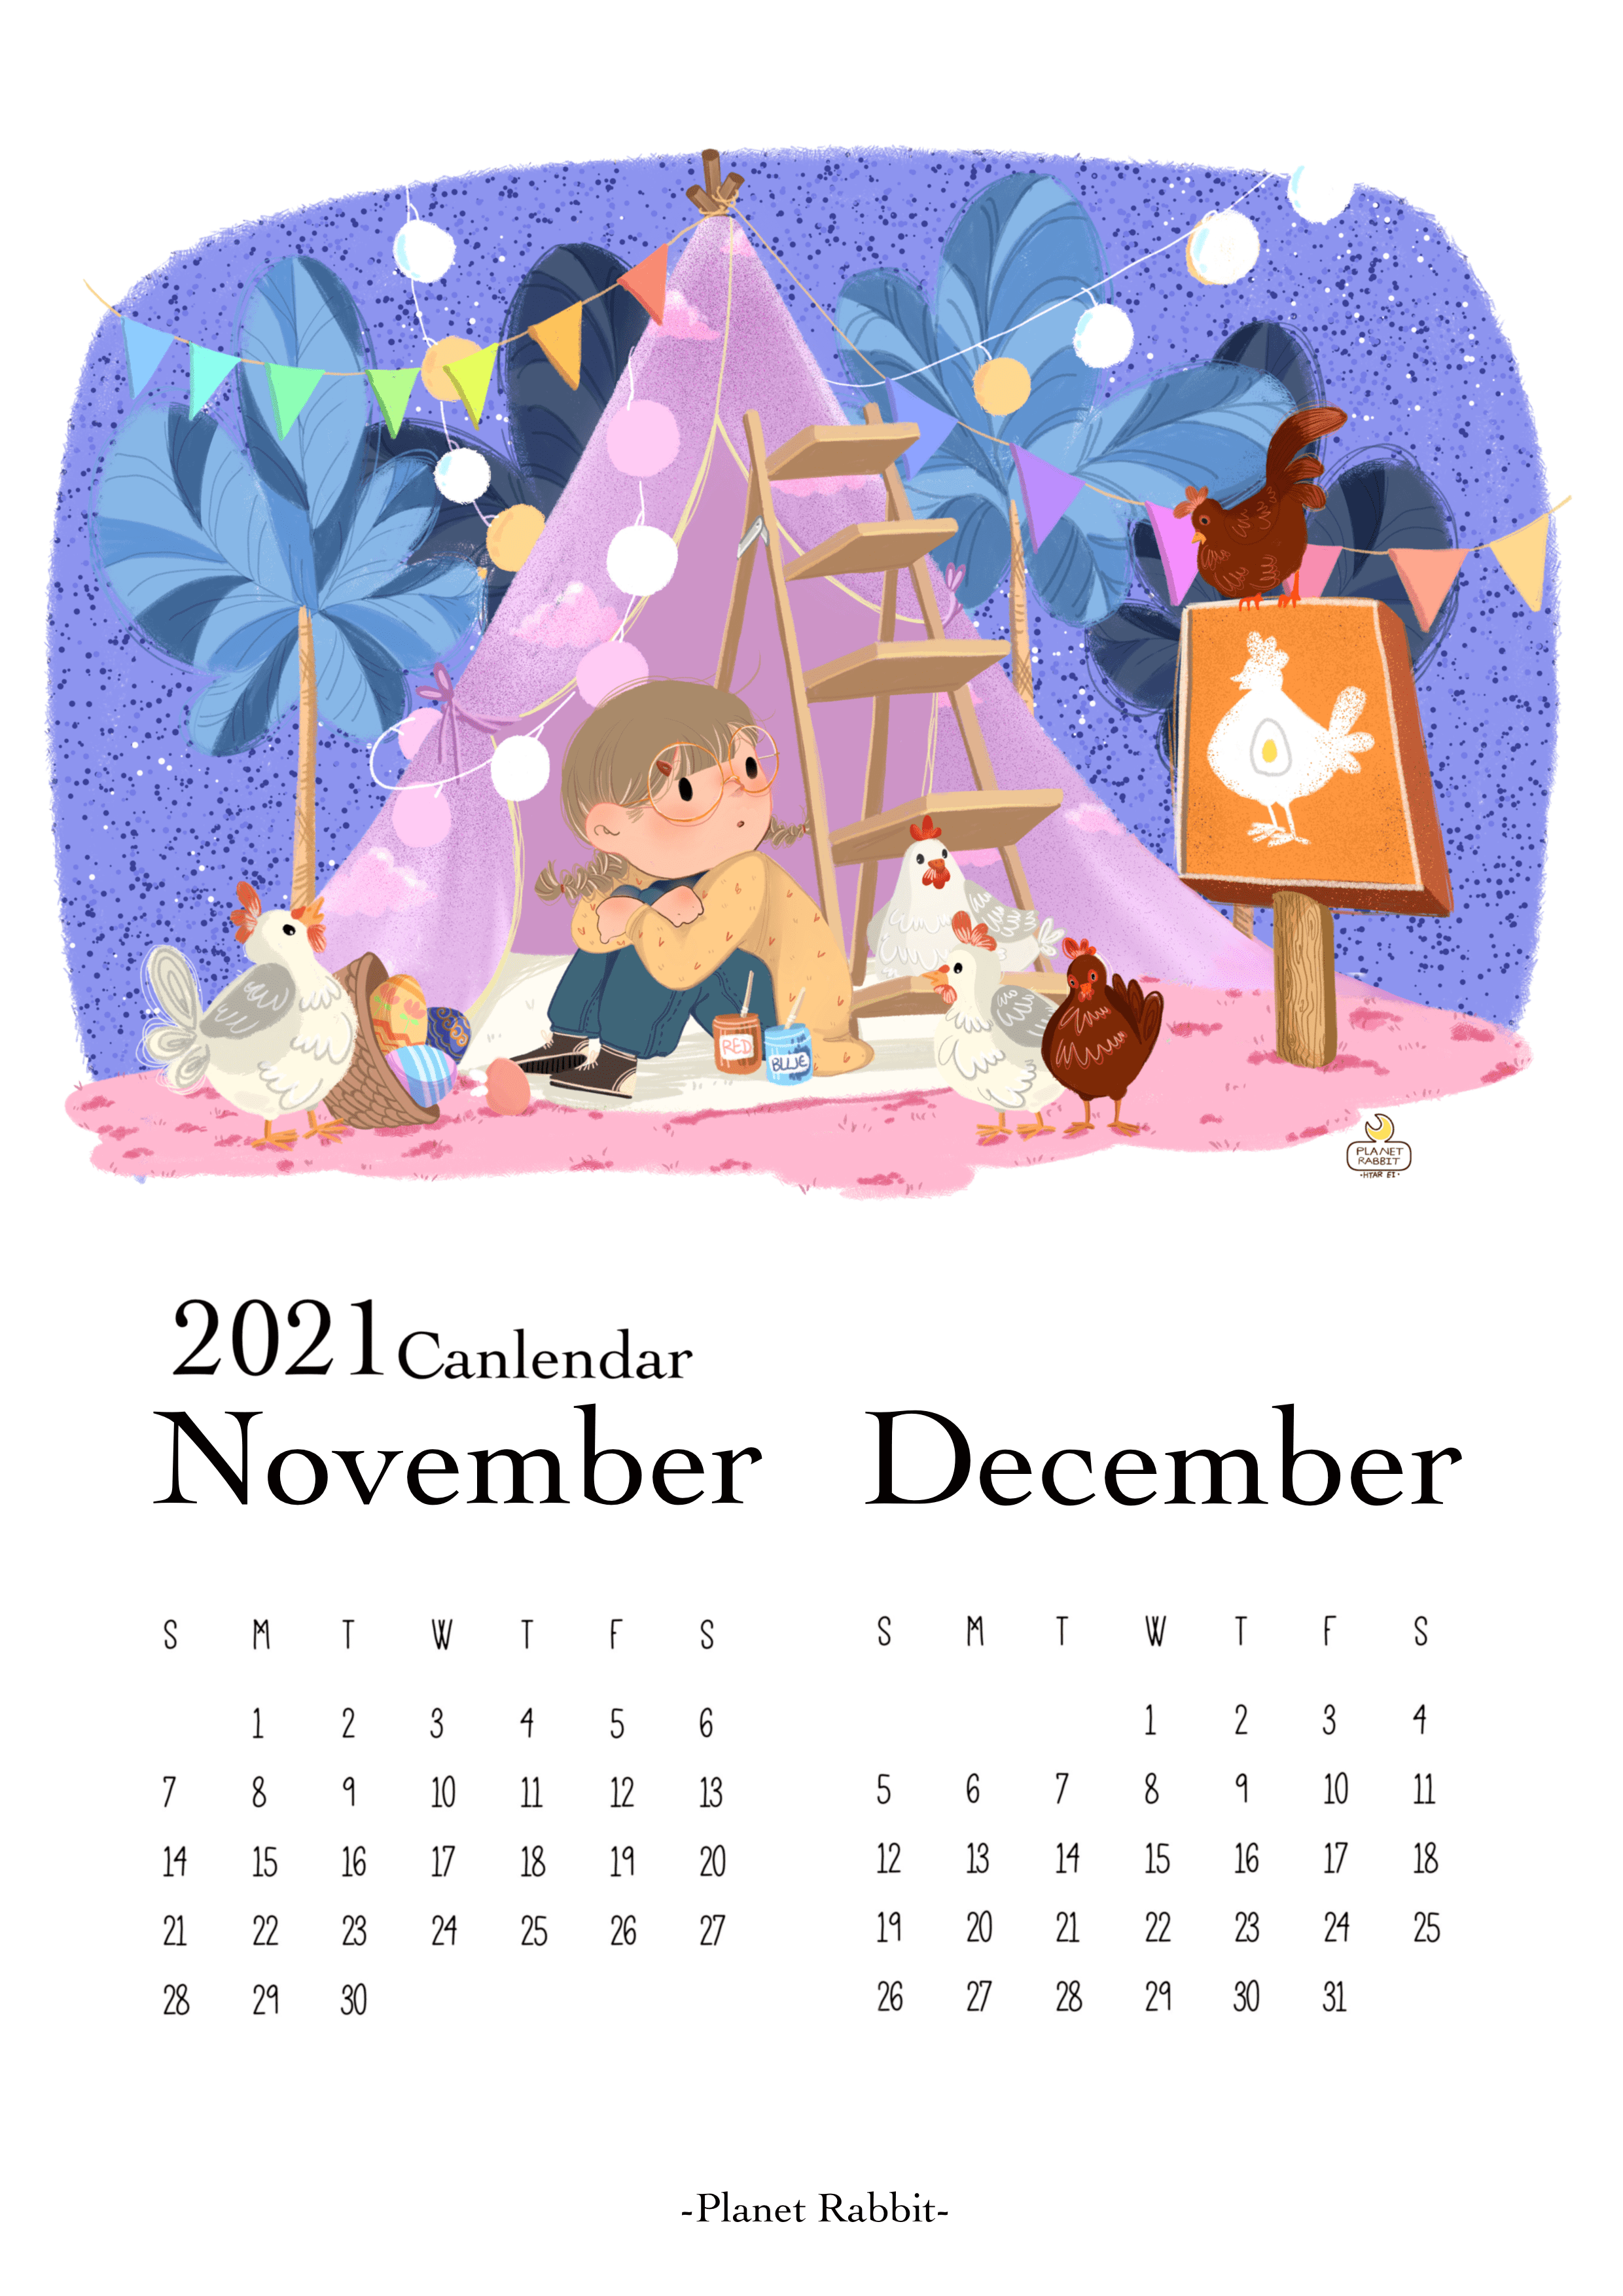 RED
BLUE
PLANET
RABBIT
·HTAR EI·
2021 Canlendar
November December
S M T W T F S S M T W T F S
1 2 3 4 5 6 1 2 3 4
7 8 9 10 11 12 13 5 6 7 8 9 10 11
14 15 16 17 18 19 20 12 13 14 15 16 17 18
21 22 23 24 25 26 27 19 20 21 22 23 24 25
28 29 30 26 27 28 29 30 31
-Planet Rabbit-